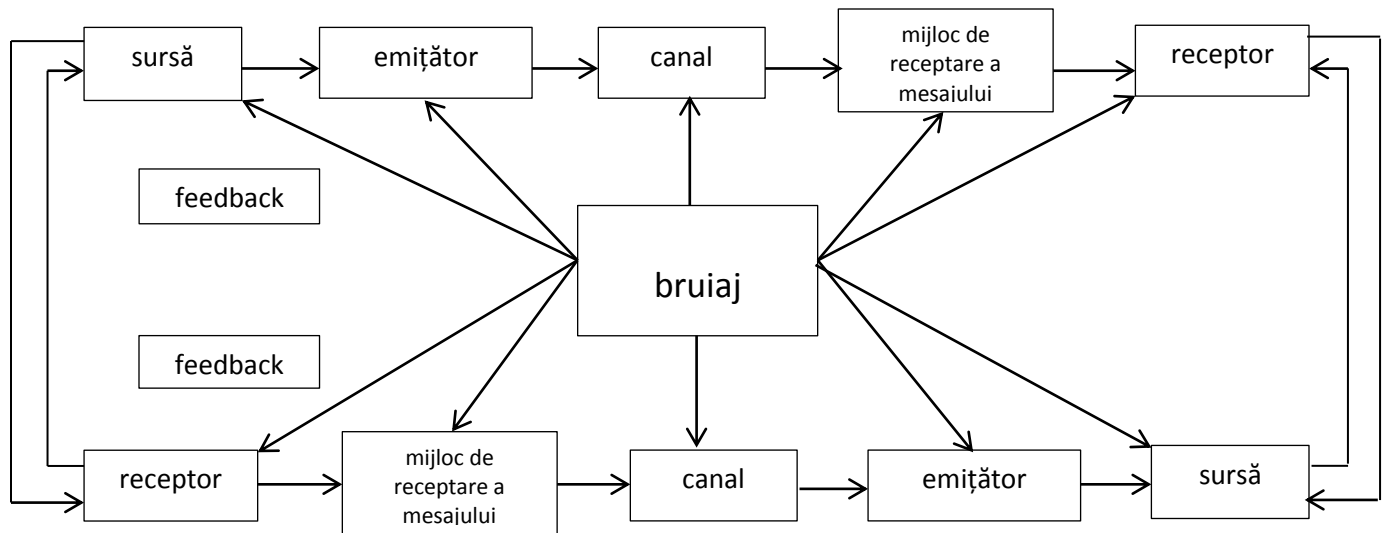 sursă
emițător
canal
mijloc de
receptare a
mesajului
receptor
feedback
bruiaj
feedback
receptor
mijloc de
receptare a
mesajului
canal
emițător
sursă